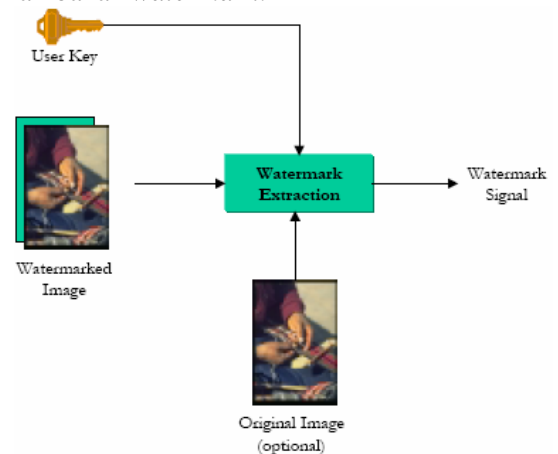 User Key
Watermark
Extraction
Watermark
Signal
Watermarked
Image
Original Image
(optional)